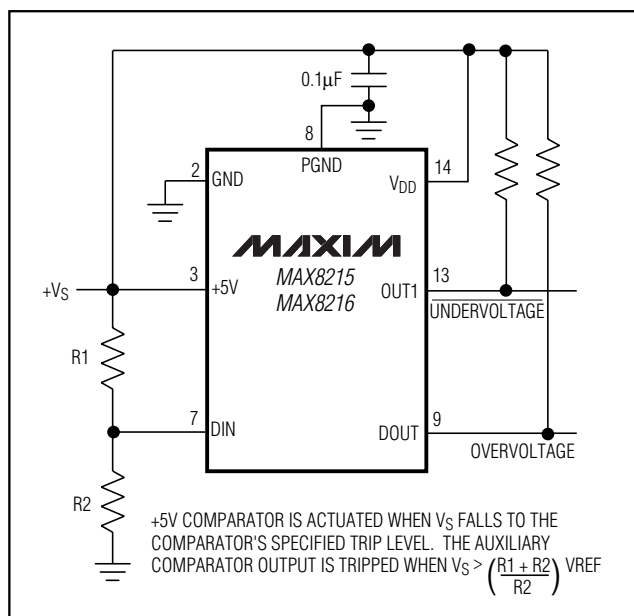 0.1µF
8
PGND
2
GND
14
VDD
MAXIM
MAX8215
MAX8216
+VS
3
+5V
13
OUT1
UNDERVOLTAGE
R1
7
DIN
9
DOUT
OVERVOLTAGE
R2
+5V COMPARATOR IS ACTUATED WHEN VS FALLS TO THE
COMPARATOR'S SPECIFIED TRIP LEVEL. THE AUXILIARY
COMPARATOR OUTPUT IS TRIPPED WHEN VS > (R1 + R2 / R2) VREF